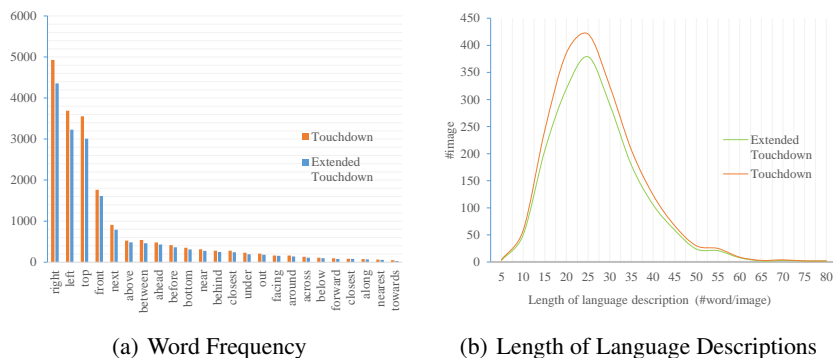 6000
5000
4000
3000
2000
1000
0
Touchdown
Extended
Touchdown
right
left
top
front
next
above
between
ahead
before
bottom
near
behind
closest
under
out
facing
around
across
below
forward
closest
along
nearest
towards
(a) Word Frequency
450
400
350
300
250
200
150
100
50
0
#image
Extended
Touchdown
Touchdown
5 10 15 20 25 30 35 40 45 50 55 60 65 70 75 80
Length of language description (#word/image)
(b) Length of Language Descriptions